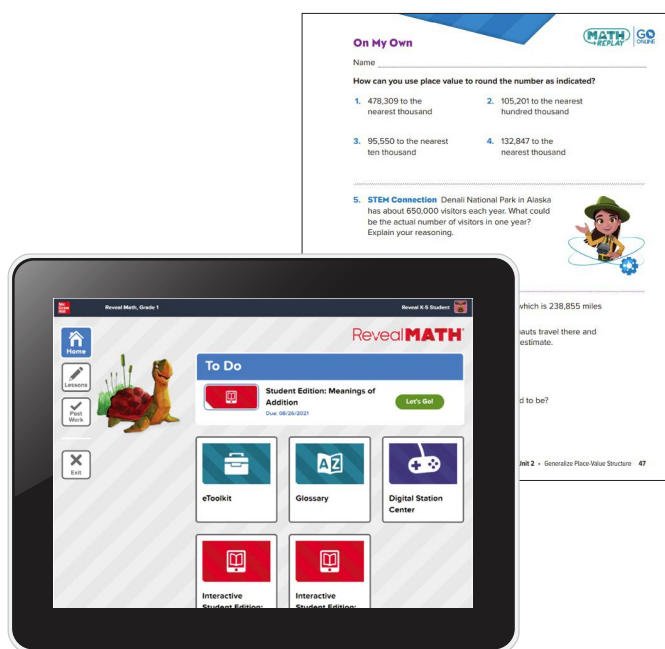 On My Own
MATH
REPLAY
GO
ONLINE
Name
How can you use place value to round the number as indicated?
1. 478,309 to the
nearest thousand
2. 105,201 to the nearest
hundred thousand
3. 95,550 to the nearest
ten thousand
4. 132,847 to the
nearest thousand
5. STEM Connection Denali National Park in Alaska
has about 650,000 visitors each year. What could
be the actual number of visitors in one year?
Explain your reasoning.
which is 238,855 miles
nauts travel there and
estimate.
d to be?
Unit 2 • Generalize Place-Value Structure 47
Mc
Graw
Hill
Reveal Math, Grade 1
Reveal K-5 Student
Reveal MATH
Home
Lessons
Past
Work
Exit
To Do
Student Edition: Meanings of
Addition
Due: 08/26/2021
Let's Go!
eToolkit
AZ
Glossary
Digital Station
Center
Interactive
Student Edition:
Interactive
Student Edition: